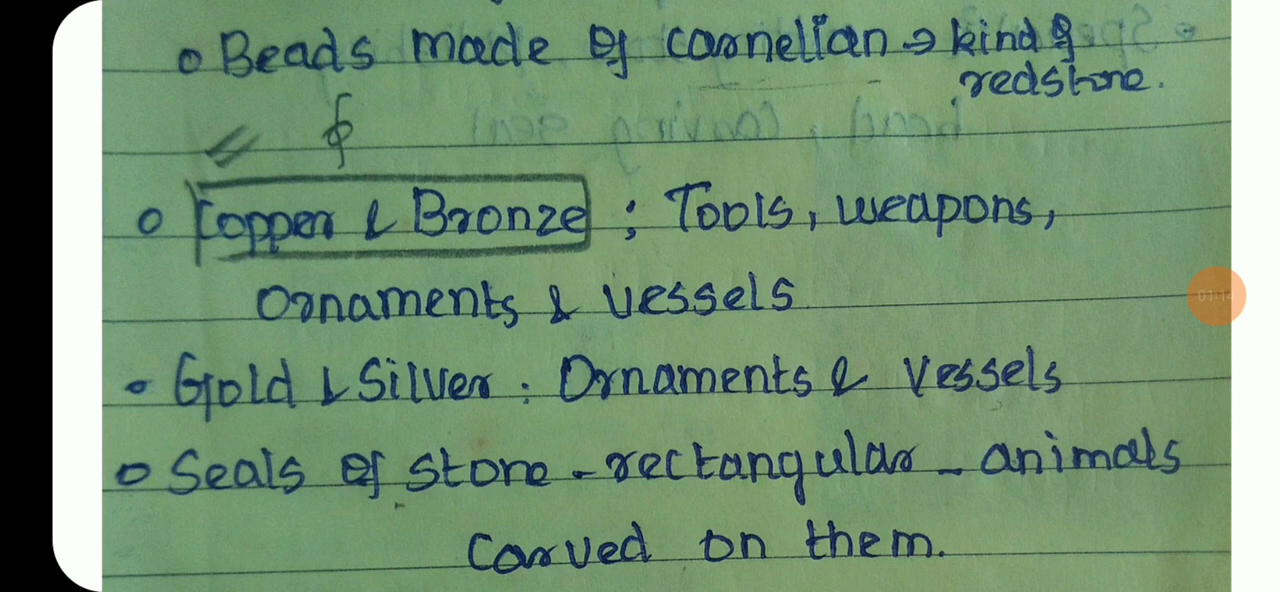 Beads made of carnelian → kind of
redstone.
Copper & Bronze ; Tools, weapons,
Ornaments & vessels
Gold & Silver : Ornaments & Vessels
Seals of stone - rectangular - animals
Carved on them.